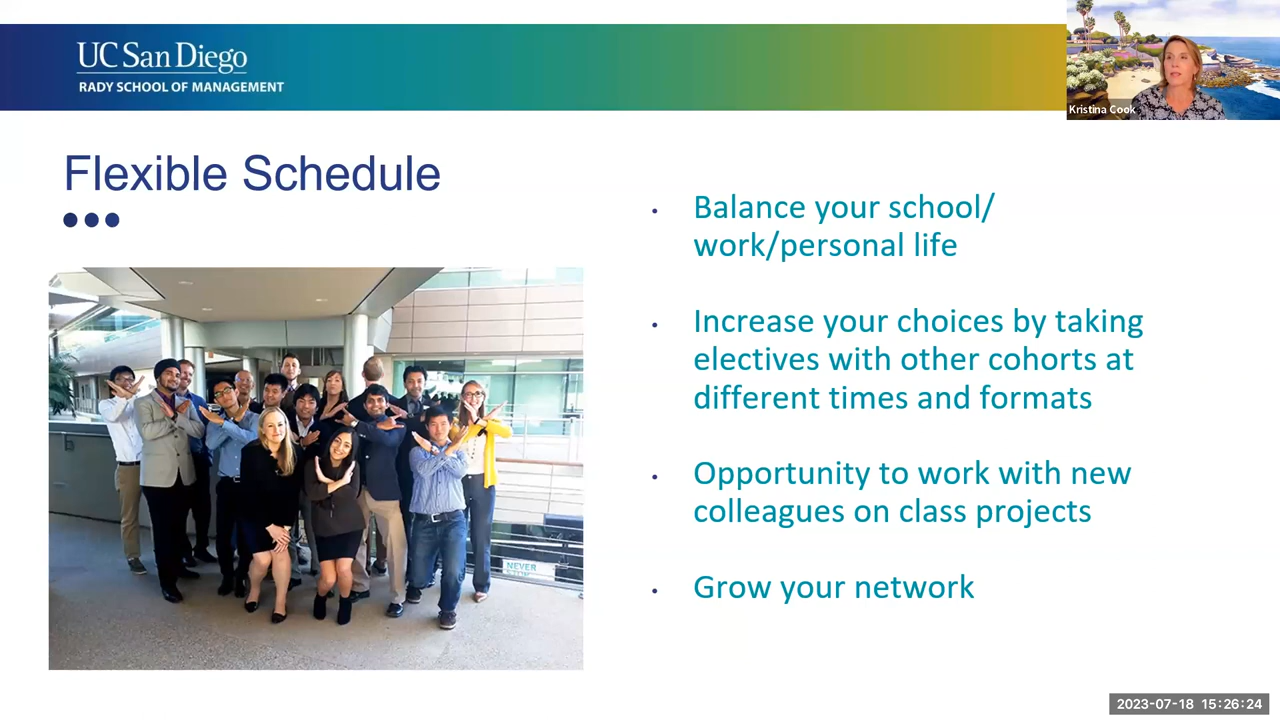 UC San Diego
RADY SCHOOL OF MANAGEMENT
Kristina Cook
Flexible Schedule
• Balance your school/
work/personal life
• Increase your choices by taking
electives with other cohorts at
different times and formats
• Opportunity to work with new
colleagues on class projects
• Grow your network
NEVER
2023-07-18 15:26:24